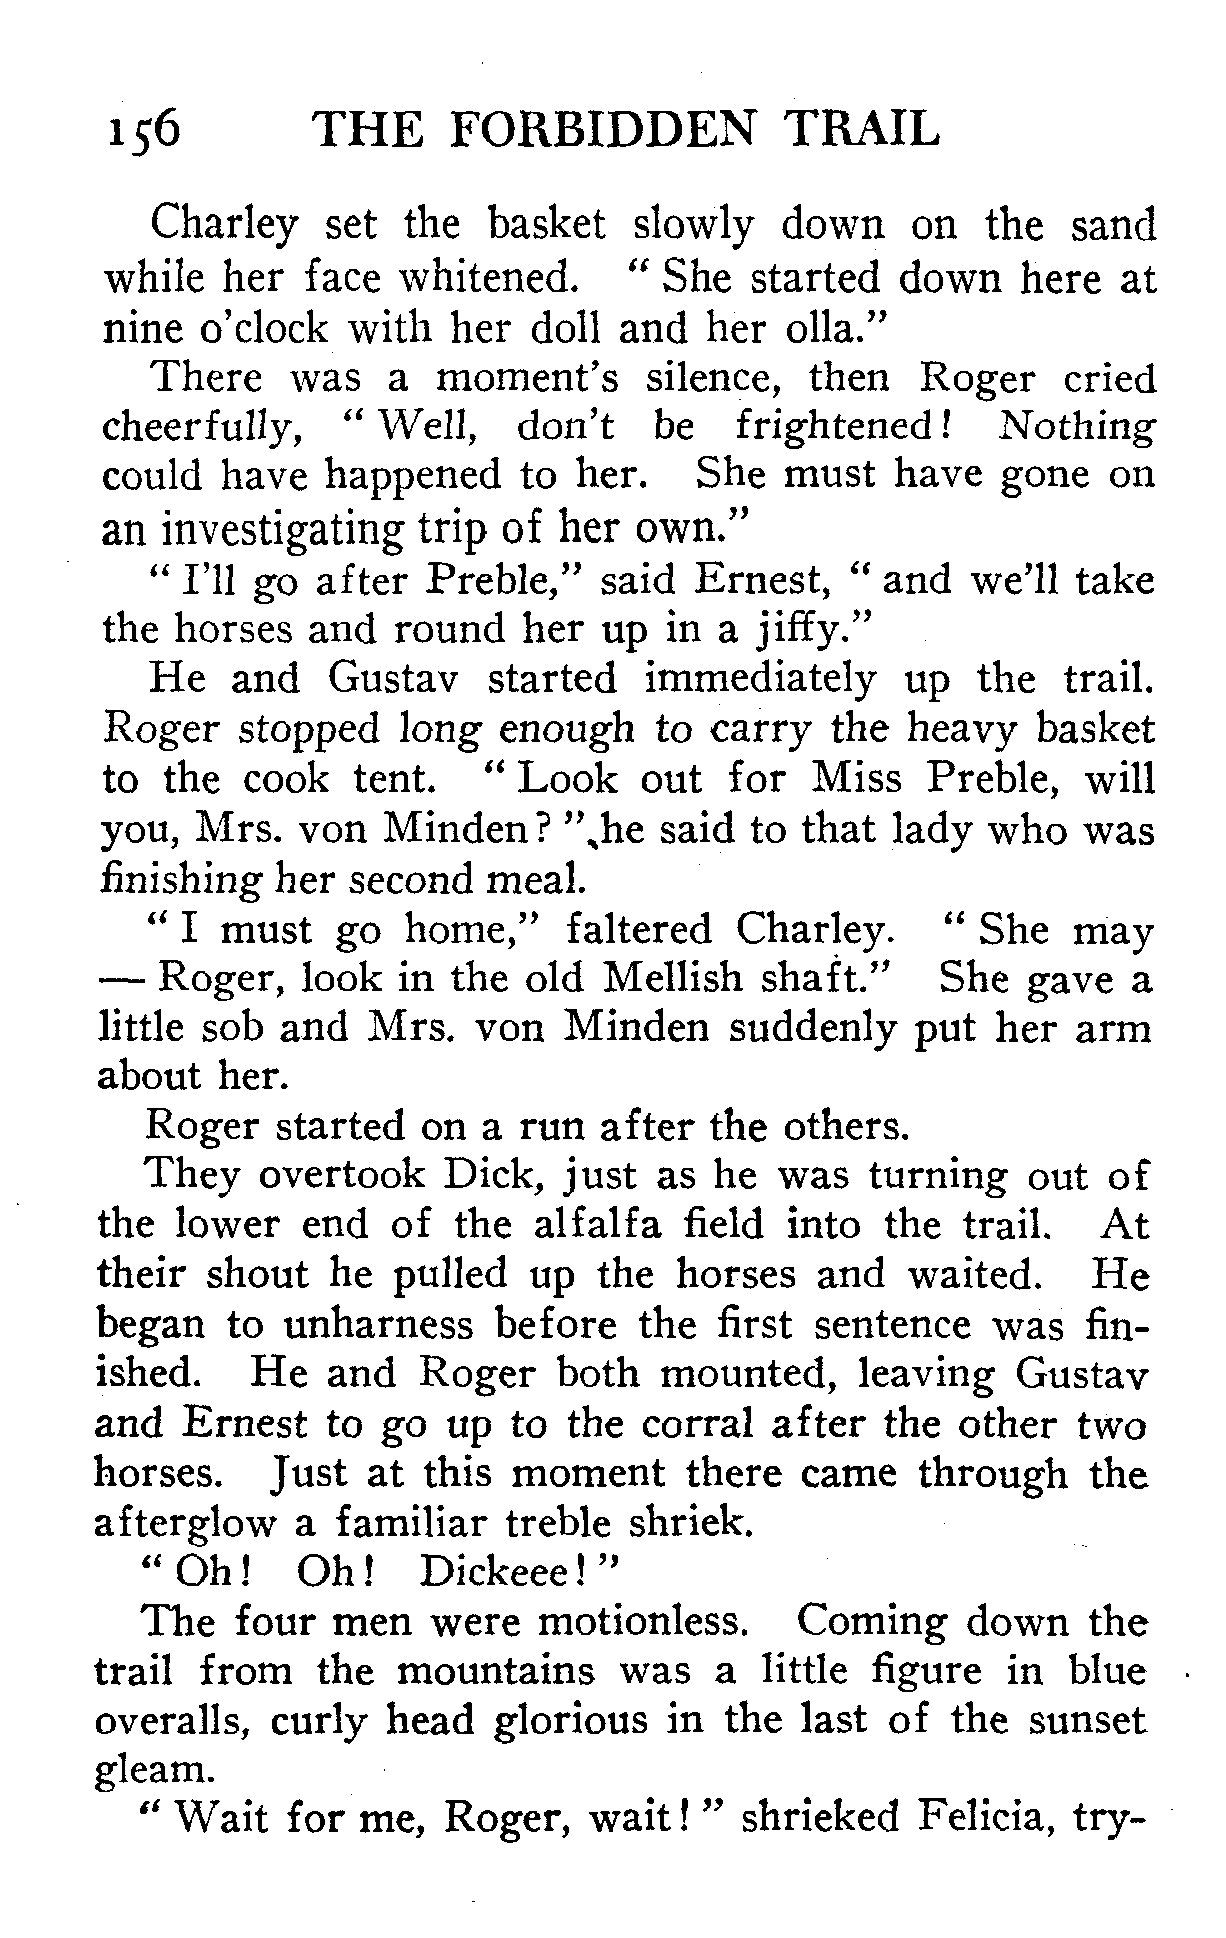 156 THE FORBIDDEN TRAIL
Charley set the basket slowly down on the sand
while her face whitened. " She started down here at
nine o'clock with her doll and her olla."
There was a moment's silence, then Roger cried
cheerfully, " Well, don't be frightened! Nothing
could have happened to her. She must have gone on
an investigating trip of her own."
" I'll go after Preble," said Ernest, " and we'll take
the horses and round her up in a jiffy."
He and Gustav started immediately up the trail.
Roger stopped long enough to carry the heavy basket
to the cook tent. " Look out for Miss Preble, will
you, Mrs. von Minden? " he said to that lady who was
finishing her second meal.
" I must go home," faltered Charley. " She may
— Roger, look in the old Mellish shaft." She gave a
little sob and Mrs. von Minden suddenly put her arm
about her.
Roger started on a run after the others.
They overtook Dick, just as he was turning out of
the lower end of the alfalfa field into the trail. At
their shout he pulled up the horses and waited. He
began to unharness before the first sentence was fin-
ished. He and Roger both mounted, leaving Gustav
and Ernest to go up to the corral after the other two
horses. Just at this moment there came through the
afterglow a familiar treble shriek.
" Oh! Oh! Dickeee! "
The four men were motionless. Coming down the
trail from the mountains was a little figure in blue
overalls, curly head glorious in the last of the sunset
gleam.
" Wait for me, Roger, wait! " shrieked Felicia, try-